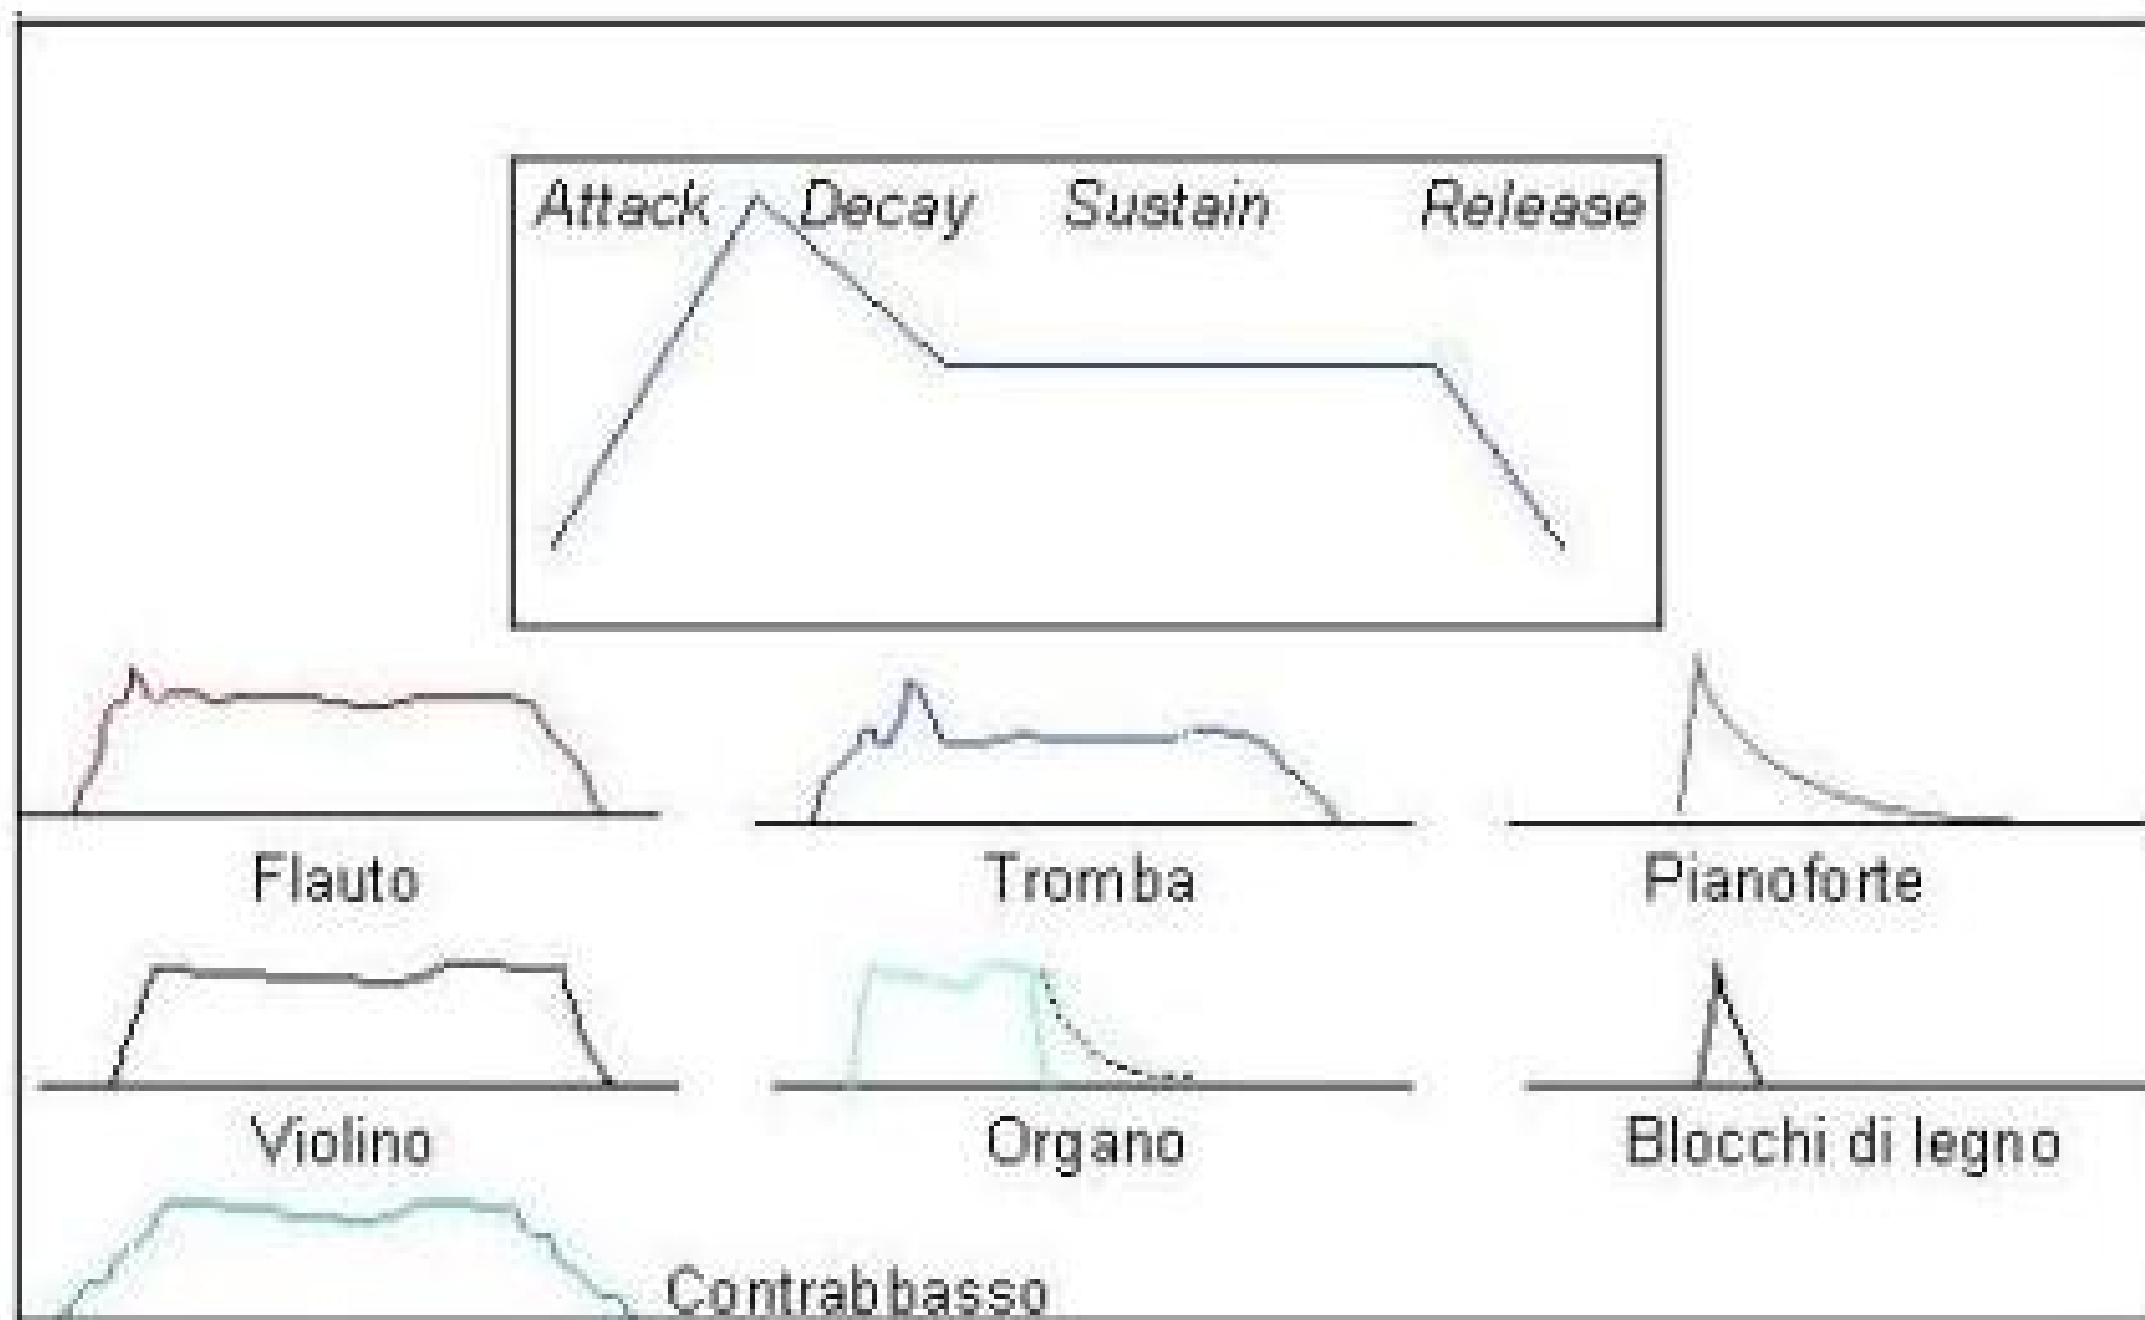 Attack Decay Sustain Release
Flauto Tromba Pianoforte
Violino Organo Blocchi di legno
Contrabbasso